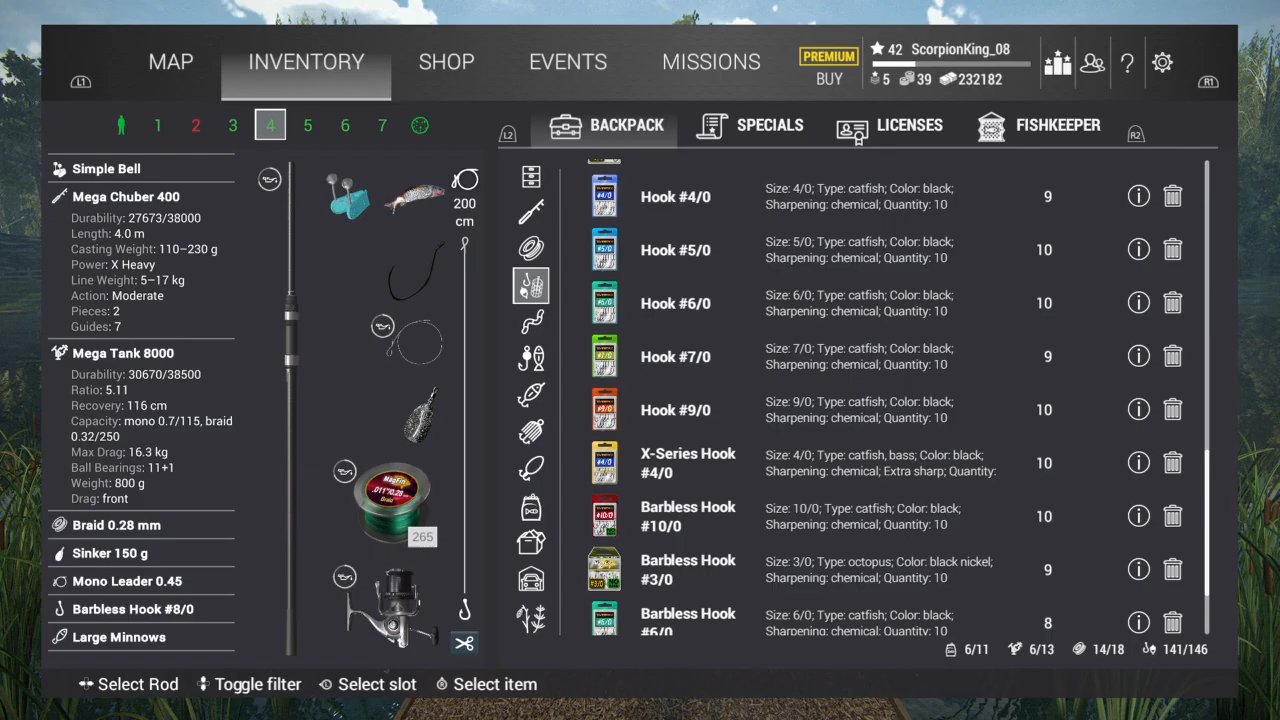 MAP
INVENTORY
SHOP
EVENTS
MISSIONS
PREMIUM
BUY
42 ScorpionKing_08
5 39 232182
L1
R1
1 2 3 4 5 6 7
L2
BACKPACK
SPECIALS
LICENSES
FISHKEEPER
R2
Simple Bell
Mega Chuber 400
Durability: 27673/38000
Length: 4.0 m
Casting Weight: 110–230 g
Power: X Heavy
Line Weight: 5–17 kg
Action: Moderate
Pieces: 2
Guides: 7
Mega Tank 8000
Durability: 30670/38500
Ratio: 5.11
Recovery: 116 cm
Capacity: mono 0.7/115, braid
0.32/250
Max Drag: 16.3 kg
Ball Bearings: 11+1
Weight: 800 g
Drag: front
Braid 0.28 mm
Sinker 150 g
Mono Leader 0.45
Barbless Hook #8/0
Large Minnows
200
cm
MagFin
.011"/0.28 mm
Braid
265
Hook #4/0
Size: 4/0; Type: catfish; Color: black;
Sharpening: chemical; Quantity: 10
9
Hook #5/0
Size: 5/0; Type: catfish; Color: black;
Sharpening: chemical; Quantity: 10
10
Hook #6/0
Size: 6/0; Type: catfish; Color: black;
Sharpening: chemical; Quantity: 10
10
Hook #7/0
Size: 7/0; Type: catfish; Color: black;
Sharpening: chemical; Quantity: 10
9
Hook #9/0
Size: 9/0; Type: catfish; Color: black;
Sharpening: chemical; Quantity: 10
10
X-Series Hook
#4/0
Size: 4/0; Type: catfish, bass; Color: black;
Sharpening: chemical; Extra sharp; Quantity:
10
Barbless Hook
#10/0
Size: 10/0; Type: catfish; Color: black;
Sharpening: chemical; Quantity: 10
10
Barbless Hook
#3/0
Size: 3/0; Type: octopus; Color: black nickel;
Sharpening: chemical; Quantity: 10
9
Barbless Hook
#6/0
Size: 6/0; Type: catfish; Color: black;
Sharpening: chemical; Quantity: 10
8
6/11 6/13 14/18 141/146
Select Rod
Toggle filter
Select slot
Select item